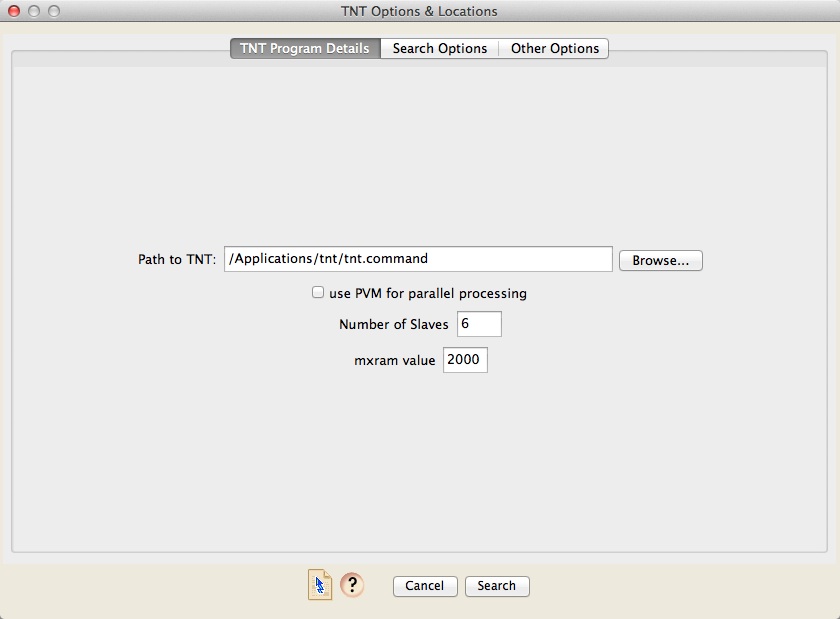 TNT Options & Locations
TNT Program Details Search Options Other Options
Path to TNT: /Applications/tnt/tnt.command Browse...
use PVM for parallel processing
Number of Slaves 6
mxram value 2000
? Cancel Search